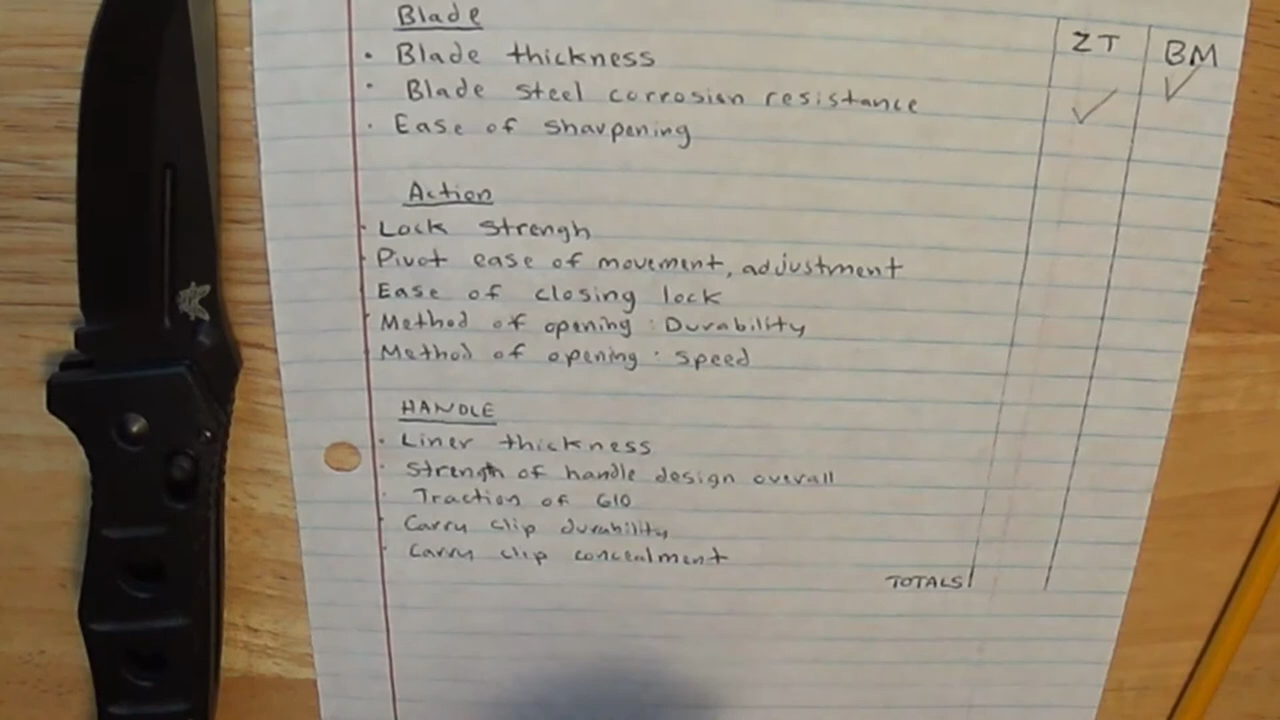 Blade
ZT BM
• Blade thickness
• Blade steel corrosion resistance
• Ease of sharpening
Action
• Lock Strengh
Pivot ease of movement, adjustment
Ease of closing lock
Method of opening : Durability
Method of opening : speed
HANDLE
• Liner thickness
• Strength of handle design overall
• Traction of G10
• Carry clip durability
• Carry clip concealment
TOTALS